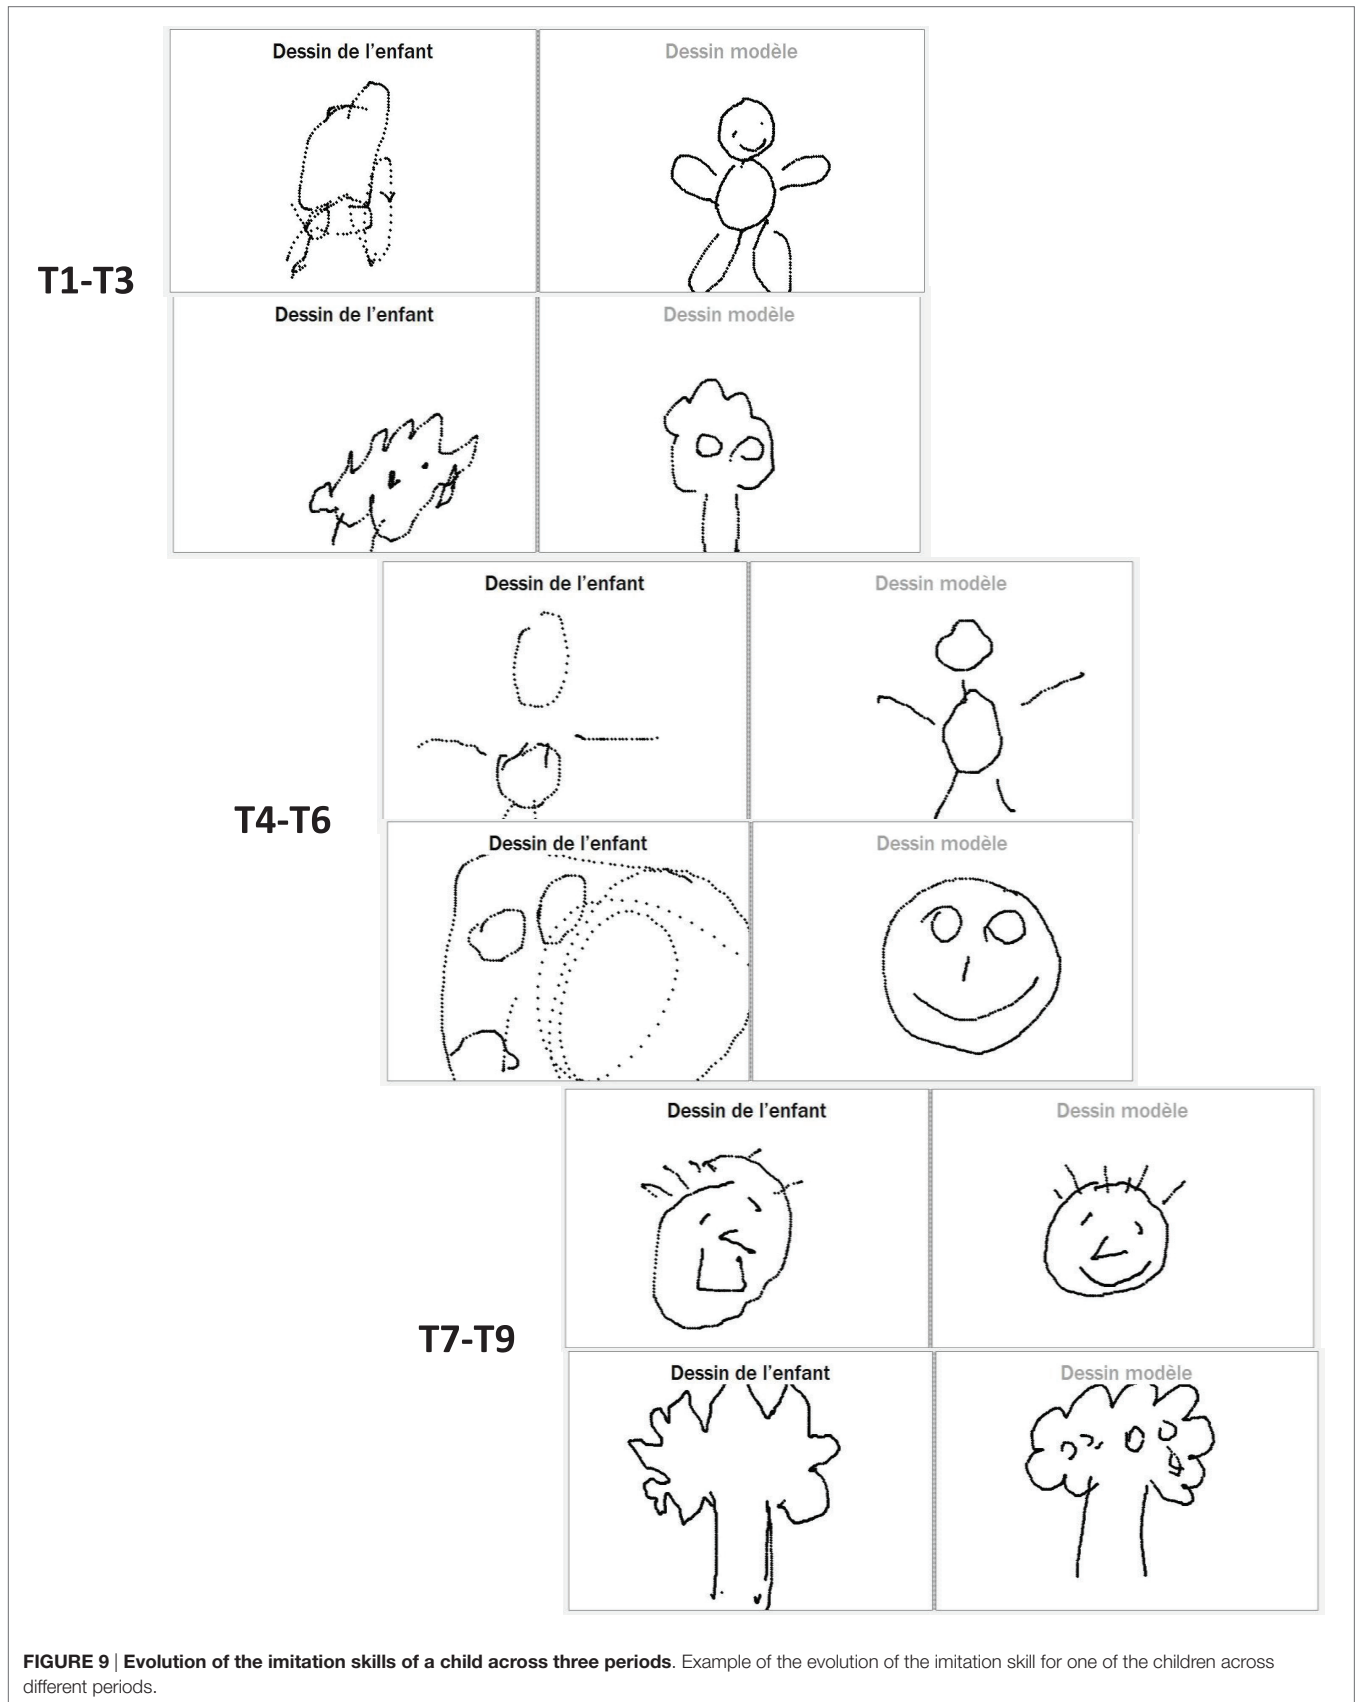 Dessin de l'enfant
Dessin modèle
T1-T3
Dessin de l'enfant
Dessin modèle
Dessin de l'enfant
Dessin modèle
T4-T6
Dessin de l'enfant
Dessin modèle
Dessin de l'enfant
Dessin modèle
T7-T9
Dessin de l'enfant
Dessin modèle
FIGURE 9 | Evolution of the imitation skills of a child across three periods. Example of the evolution of the imitation skill for one of the children across
different periods.